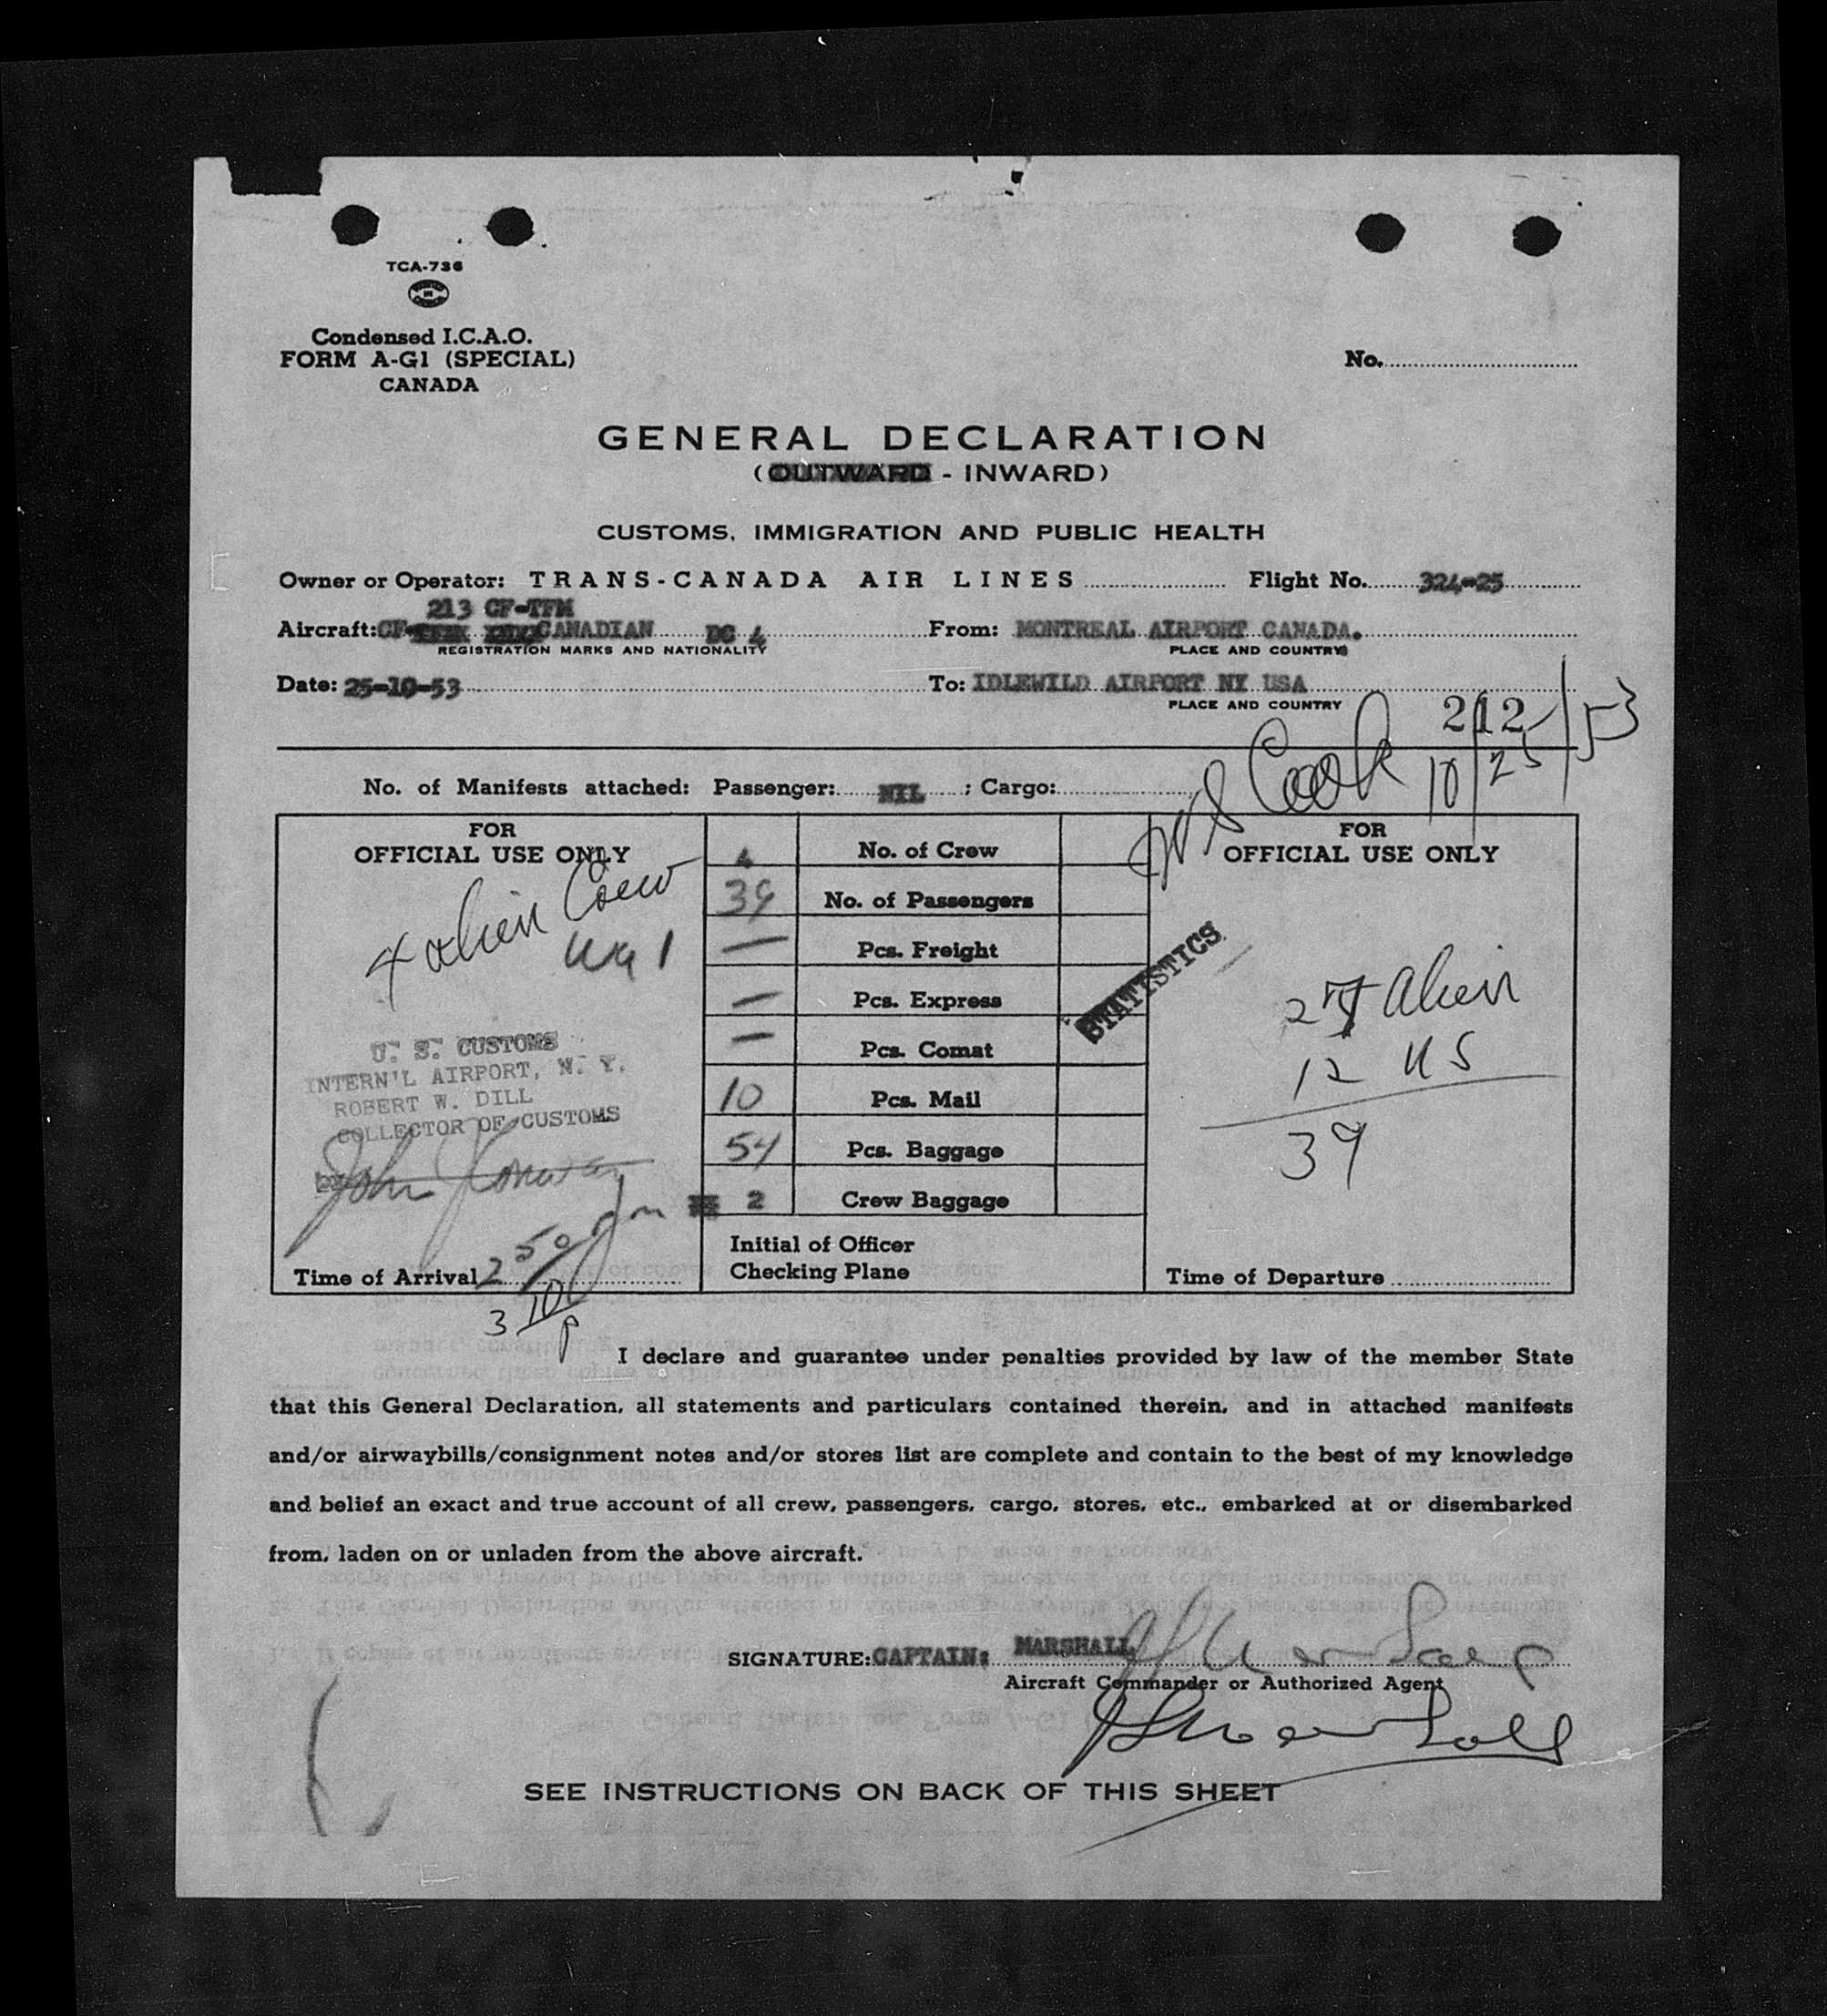 TCA-736
Condensed I.C.A.O.
FORM A-G1 (SPECIAL)
CANADA
No.
GENERAL DECLARATION
(OUTWARD - INWARD)
CUSTOMS, IMMIGRATION AND PUBLIC HEALTH
Owner or Operator: TRANS-CANADA AIR LINES Flight No. 324-25
213 CF-TFM
Aircraft: CF- CANADIAN DC 4 From: MONTREAL AIRPORT CANADA.
REGISTRATION MARKS AND NATIONALITY PLACE AND COUNTRY
Date: 25-10-53 To: IDLEWILD AIRPORT NY USA
PLACE AND COUNTRY
212
Cook 10/25/53
No. of Manifests attached: Passenger: NIL ; Cargo:
FOR
OFFICIAL USE ONLY
4 alien Crew
U.S. CUSTOMS
INTERN'L AIRPORT, N. Y.
ROBERT W. DILL
COLLECTOR OF CUSTOMS
Time of Arrival 2 50 pm
3 10 p
4 No. of Crew
39 No. of Passengers
— Pcs. Freight
— Pcs. Express
— Pcs. Comat
10 Pcs. Mail
54 Pcs. Baggage
2 Crew Baggage
Initial of Officer
Checking Plane
STATISTICS
FOR
OFFICIAL USE ONLY
27 Alien
12 US
39
Time of Departure
I declare and guarantee under penalties provided by law of the member State
that this General Declaration, all statements and particulars contained therein, and in attached manifests
and/or airwaybills/consignment notes and/or stores list are complete and contain to the best of my knowledge
and belief an exact and true account of all crew, passengers, cargo, stores, etc., embarked at or disembarked
from, laden on or unladen from the above aircraft.
SIGNATURE: CAPTAIN: MARSHALL
Aircraft Commander or Authorized Agent
SEE INSTRUCTIONS ON BACK OF THIS SHEET